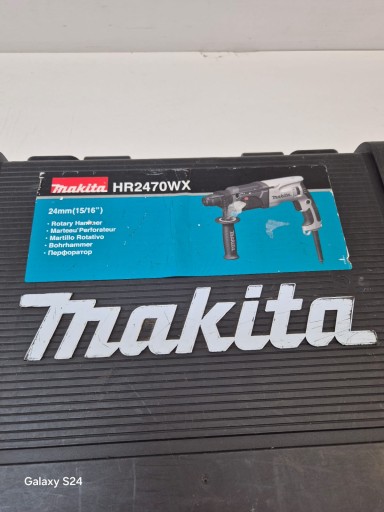 makita HR2470WX
24mm(15/16")
• Rotary Hammer
• Marteau Perforateur
• Martillo Rotativo
• Bohrhammer
• Перфоратор
makita
Galaxy S24